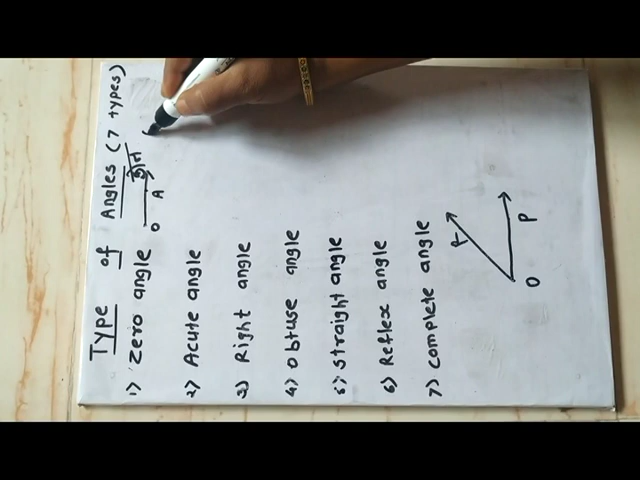 Type of Angles (7 types)
1) Zero angle
O A
2) Acute angle
3) Right angle
4) Obtuse angle
5) Straight angle
6) Reflex angle
7) Complete angle
O P